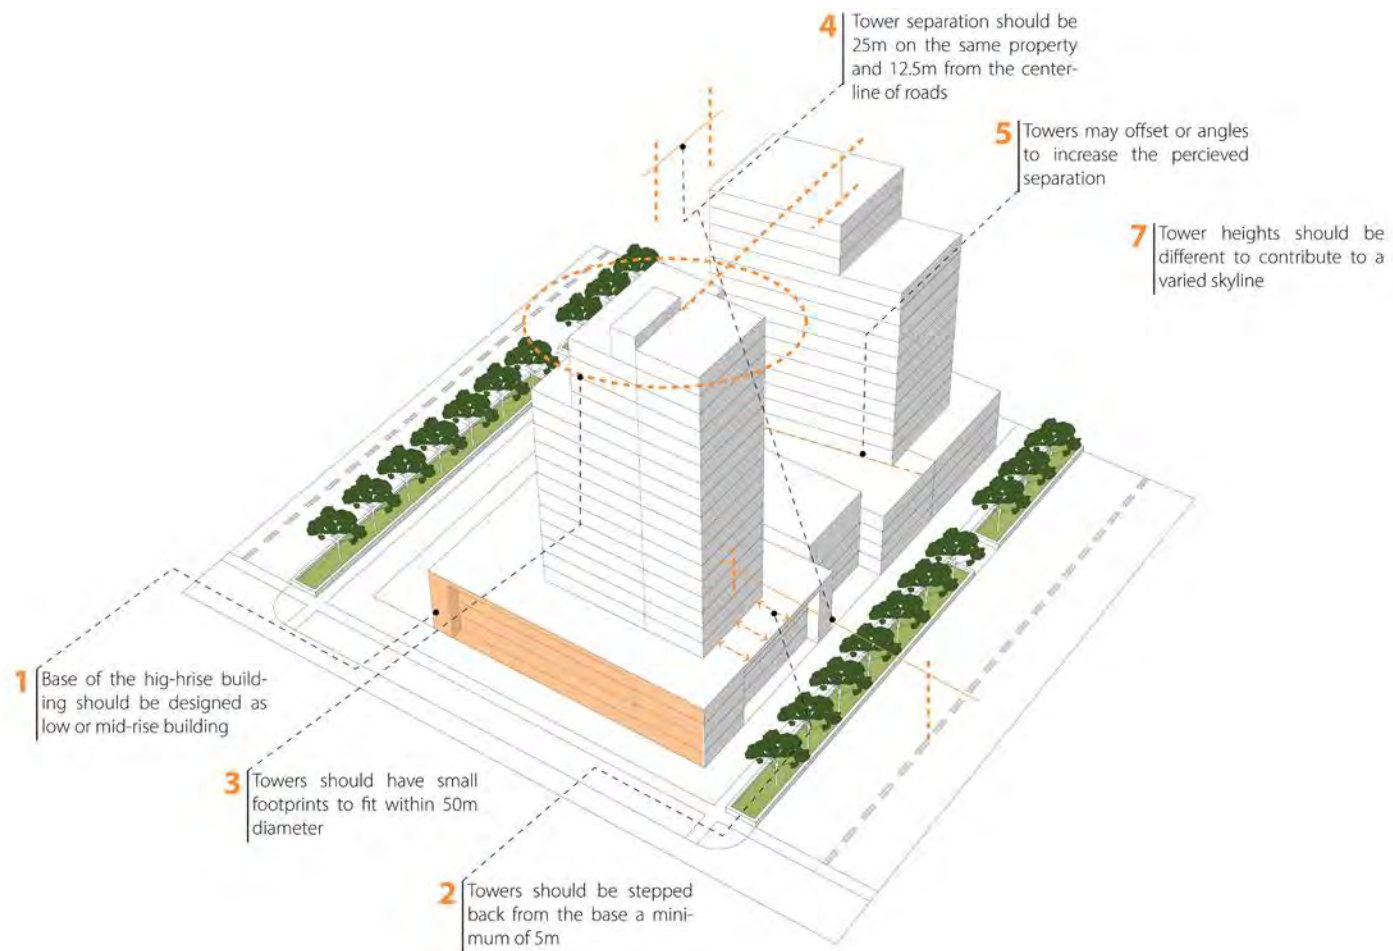 4 Tower separation should be
25m on the same property
and 12.5m from the center-
line of roads
5 Towers may offset or angles
to increase the percieved
separation
7 Tower heights should be
different to contribute to a
varied skyline
1 Base of the hig-hrise build-
ing should be designed as
low or mid-rise building
3 Towers should have small
footprints to fit within 50m
diameter
2 Towers should be stepped
back from the base a mini-
mum of 5m